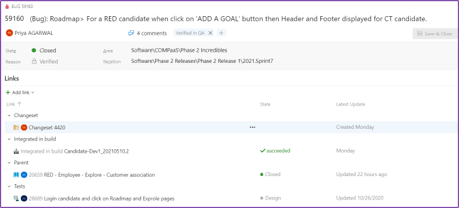 BUG 59160
59160 (Bug): Roadmap> For a RED candidate when click on 'ADD A GOAL' button then Header and Footer displayed for CT candidate.
Priya AGARWAL 4 comments Verified in QA Save & Close
State Closed Area Software\COMPaaS\Phase 2 Incredibles
Reason Verified Iteration Software\Phase 2 Releases\Phase 2 Release 1\2021.Sprint7
Links
Add link
Link State Latest Update
Changeset
Changeset 4420 Created Monday
Integrated in build
Integrated in build Candidate-Dev1_20210510.2 succeeded Monday
Parent
RED - Employee - Explore - Customer association Closed Updated 22 hours ago
Tests
Login candidate and click on Roadmap and Exprole pages Design Updated 10/26/2020